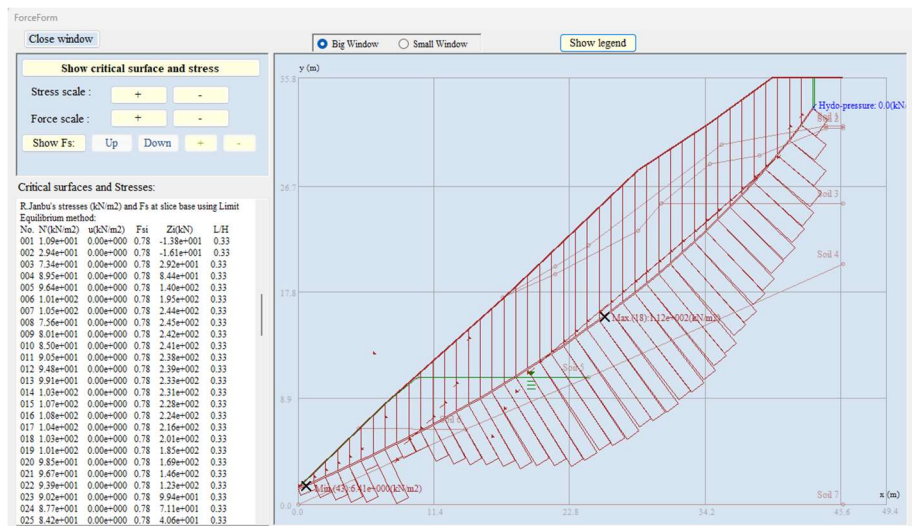 ForceForm
Close window
Big Window
Small Window
Show legend
Show critical surface and stress
Stress scale :
+
-
Force scale :
+
-
Show Fs:
Up
Down
+
-
Critical surfaces and Stresses:
R.Janbu's stresses (kN/m2) and Fs at slice base using Limit
Equilibrium method:
No. N'(kN/m2) u(kN/m2) Fsi Zi(kN) L/H
001 1.09e+001 0.00e+000 0.78 -1.38e+001 0.33
002 2.94e+001 0.00e+000 0.78 -1.61e+001 0.33
003 7.34e+001 0.00e+000 0.78 2.92e+001 0.33
004 8.95e+001 0.00e+000 0.78 8.44e+001 0.33
005 9.64e+001 0.00e+000 0.78 1.40e+002 0.33
006 1.01e+002 0.00e+000 0.78 1.95e+002 0.33
007 1.05e+002 0.00e+000 0.78 2.44e+002 0.33
008 7.56e+001 0.00e+000 0.78 2.45e+002 0.33
009 8.01e+001 0.00e+000 0.78 2.42e+002 0.33
010 8.50e+001 0.00e+000 0.78 2.41e+002 0.33
011 9.05e+001 0.00e+000 0.78 2.38e+002 0.33
012 9.48e+001 0.00e+000 0.78 2.39e+002 0.33
013 9.91e+001 0.00e+000 0.78 2.33e+002 0.33
014 1.03e+002 0.00e+000 0.78 2.31e+002 0.33
015 1.07e+002 0.00e+000 0.78 2.28e+002 0.33
016 1.08e+002 0.00e+000 0.78 2.24e+002 0.33
017 1.04e+002 0.00e+000 0.78 2.16e+002 0.33
018 1.03e+002 0.00e+000 0.78 2.01e+002 0.33
019 1.01e+002 0.00e+000 0.78 1.85e+002 0.33
020 9.85e+001 0.00e+000 0.78 1.69e+002 0.33
021 9.67e+001 0.00e+000 0.78 1.46e+002 0.33
022 9.39e+001 0.00e+000 0.78 1.23e+002 0.33
023 9.02e+001 0.00e+000 0.78 9.94e+001 0.33
024 8.77e+001 0.00e+000 0.78 7.11e+001 0.33
025 8.42e+001 0.00e+000 0.78 4.06e+001 0.33
y (m)
35.8
Hydo-pressure: 0.0(kN
Soil 2
26.7
Soil 3
Soil 4
17.8
Max.(18):1.12e+002(kN/m2)
Soil 5
8.9
Soil 6
Min.(43):6.41e+000(kN/m2)
Soil 7
x (m)
0.0
0.0
11.4
22.8
34.2
45.6
49.4